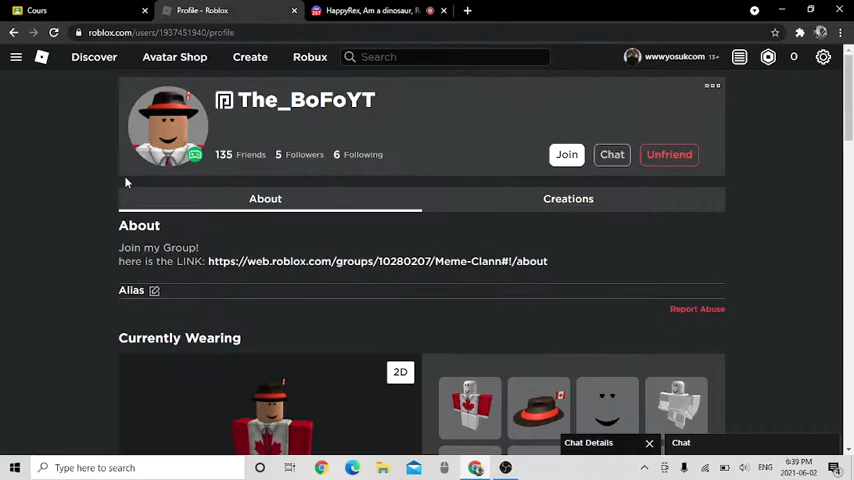 Cours
Profile - Roblox
HappyRex, Am a dinosaur, R
roblox.com/users/1937451940/profile
Discover Avatar Shop Create Robux Search wwwyosukcom 13+ 0
The_BoFoYT
135 Friends 5 Followers 6 Following
Join Chat Unfriend
About Creations
About
Join my Group!
here is the LINK: https://web.roblox.com/groups/10280207/Meme-Clann#!/about
Alias
Report Abuse
Currently Wearing
2D
Chat Details Chat
Type here to search
ENG
6:39 PM
2021-06-02